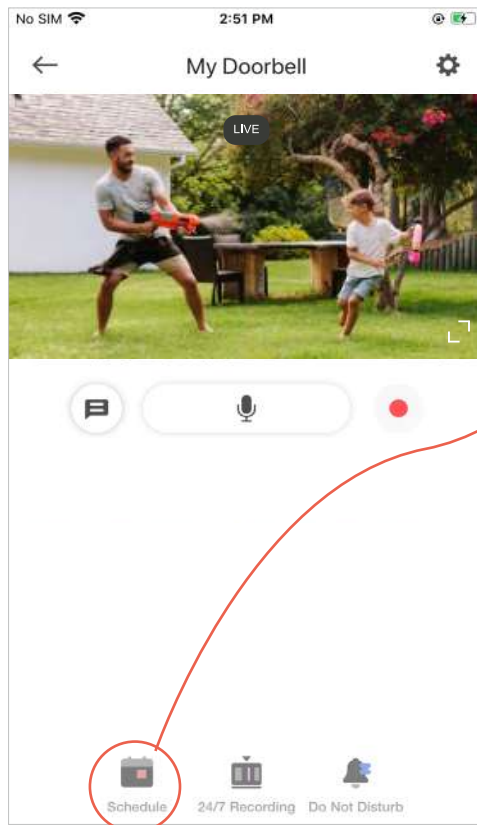 No SIM 2:51 PM
My Doorbell
LIVE
Schedule 24/7 Recording Do Not Disturb